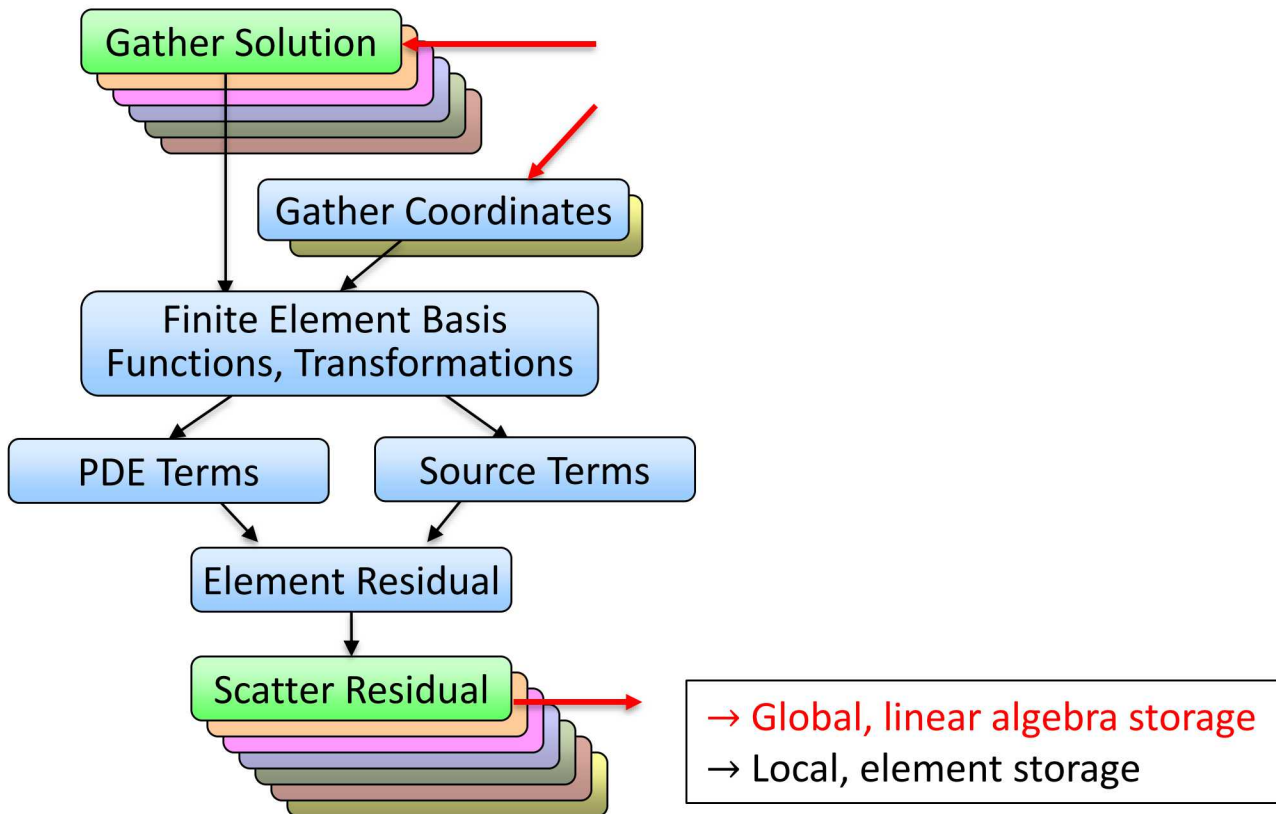 Gather Solution
Gather Coordinates
Finite Element Basis
Functions, Transformations
PDE Terms
Source Terms
Element Residual
Scatter Residual
→ Global, linear algebra storage
→ Local, element storage